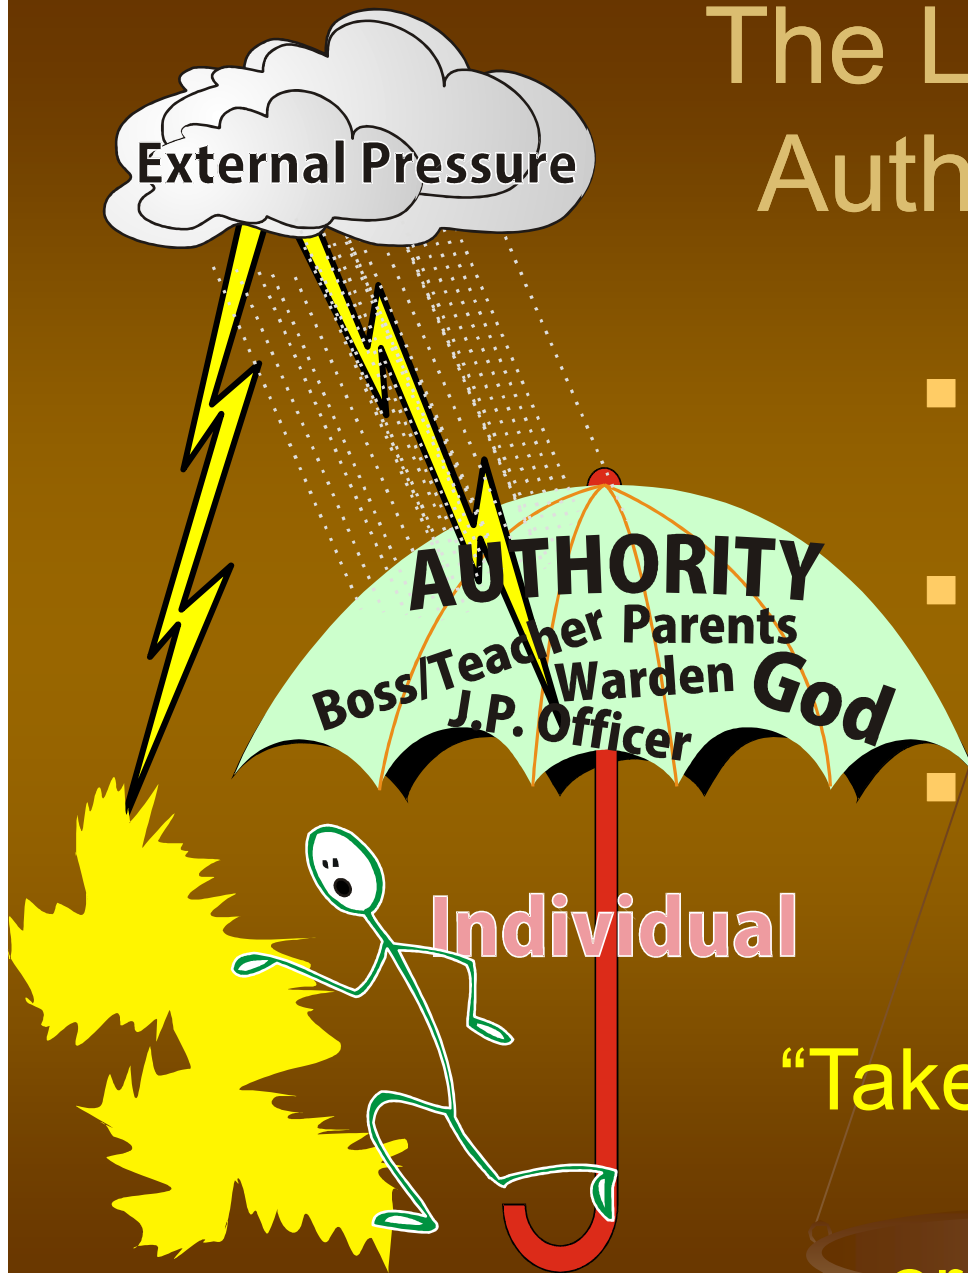 The L
Auth
External Pressure
AUTHORITY
Boss/Teacher Parents
Warden God
J.P. Officer
Individual
“Take